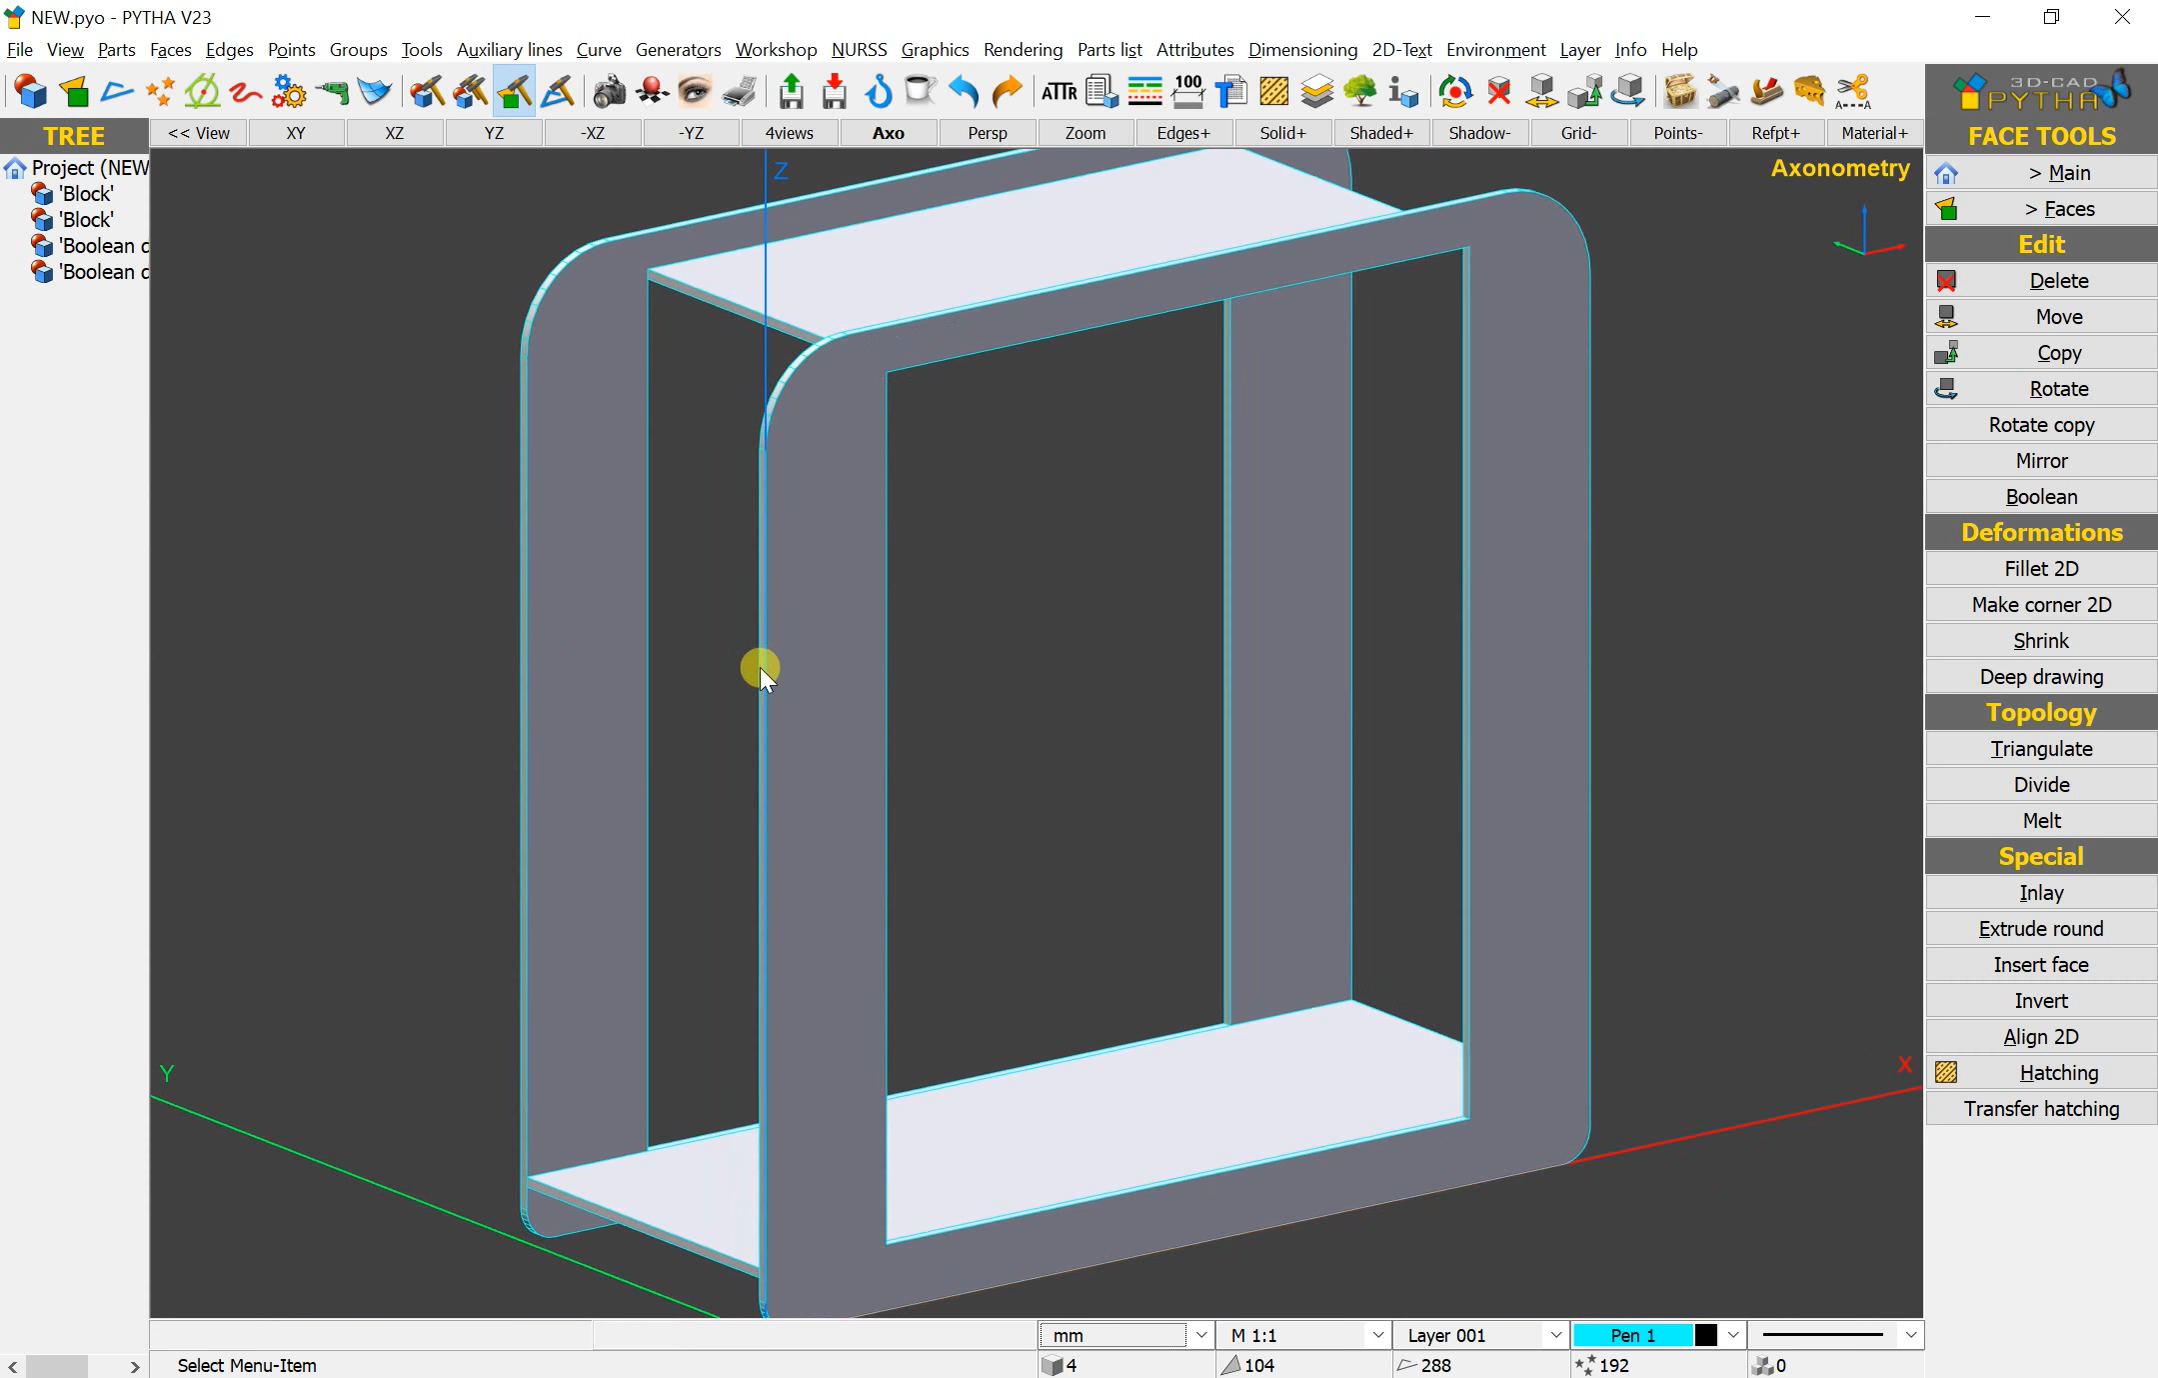 NEW.pyo - PYTHA V23
File View Parts Faces Edges Points Groups Tools Auxiliary lines Curve Generators Workshop NURSS Graphics Rendering Parts list Attributes Dimensioning 2D-Text Environment Layer Info Help
ATTR 100 A---A
3D-CAD
PYTHA
TREE
<< View XY XZ YZ -XZ -YZ 4views Axo Persp Zoom Edges+ Solid+ Shaded+ Shadow- Grid- Points- Refpt+ Material+
FACE TOOLS
Project (NEW
'Block'
'Block'
'Boolean c
'Boolean c
Z
Axonometry
Y
X
> Main
> Faces
Edit
Delete
Move
Copy
Rotate
Rotate copy
Mirror
Boolean
Deformations
Fillet 2D
Make corner 2D
Shrink
Deep drawing
Topology
Triangulate
Divide
Melt
Special
Inlay
Extrude round
Insert face
Invert
Align 2D
Hatching
Transfer hatching
mm M 1:1 Layer 001 Pen 1
Select Menu-Item 4 104 288 192 0